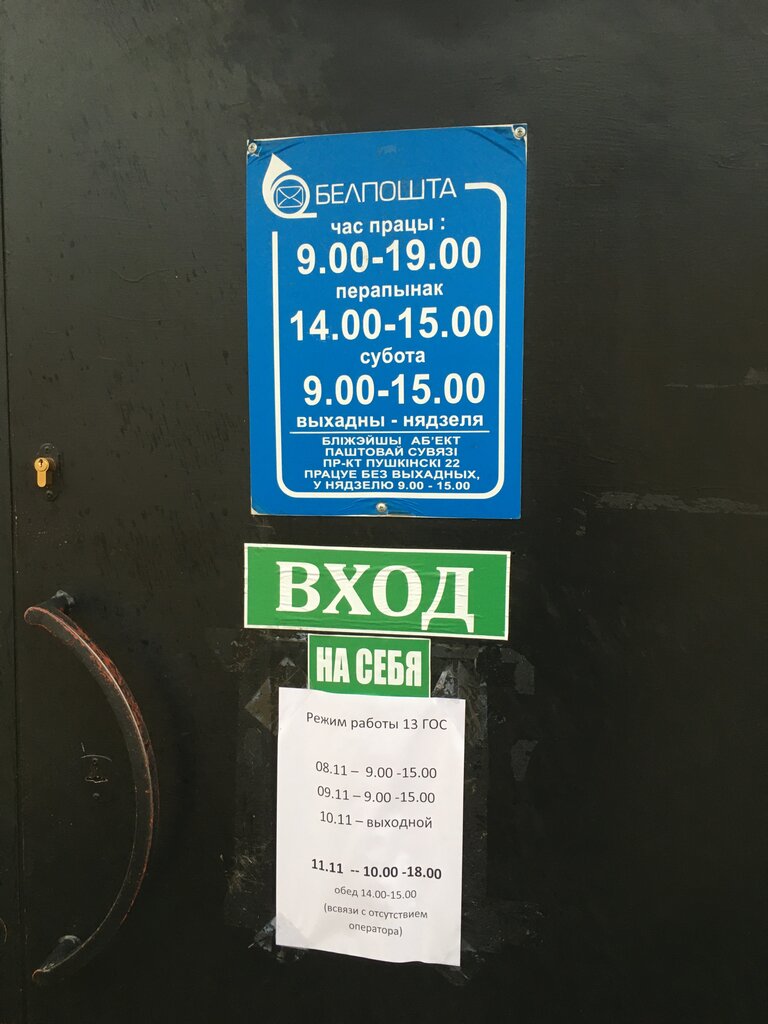 БЕЛПОШТА
час працы :
9.00-19.00
перапынак
14.00-15.00
субота
9.00-15.00
выхадны - нядзеля
БЛІЖЭЙШЫ АБ'ЕКТ
ПАШТОВАЙ СУВЯЗІ
ПР-КТ ПУШКІНСКІ 22
ПРАЦУЕ БЕЗ ВЫХАДНЫХ,
У НЯДЗЕЛЮ 9.00 - 15.00
ВХОД
НА СЕБЯ
Режим работы 13 ГОС
08.11 – 9.00 -15.00
09.11 – 9.00 -15.00
10.11 – выходной
11.11 -- 10.00 -18.00
обед 14.00-15.00
(всвязи с отсутствием
оператора)